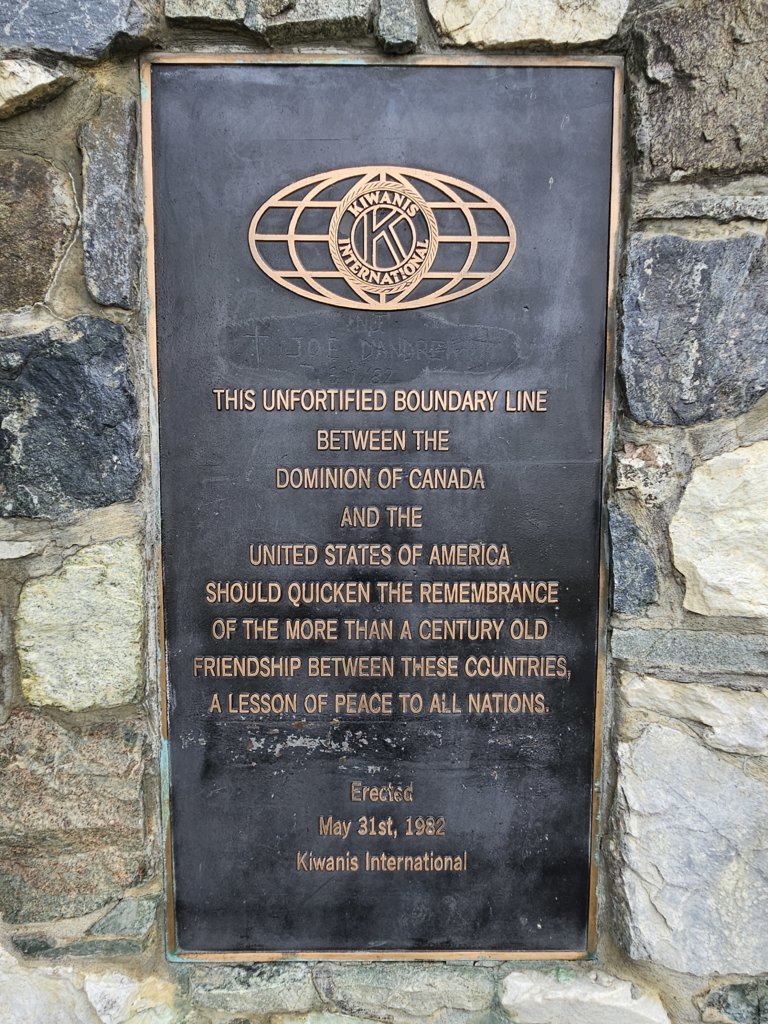 KIWANIS
K
INTERNATIONAL
JOE
THIS UNFORTIFIED BOUNDARY LINE
BETWEEN THE
DOMINION OF CANADA
AND THE
UNITED STATES OF AMERICA
SHOULD QUICKEN THE REMEMBRANCE
OF THE MORE THAN A CENTURY OLD
FRIENDSHIP BETWEEN THESE COUNTRIES,
A LESSON OF PEACE TO ALL NATIONS.
Erected
May 31st, 1982
Kiwanis International